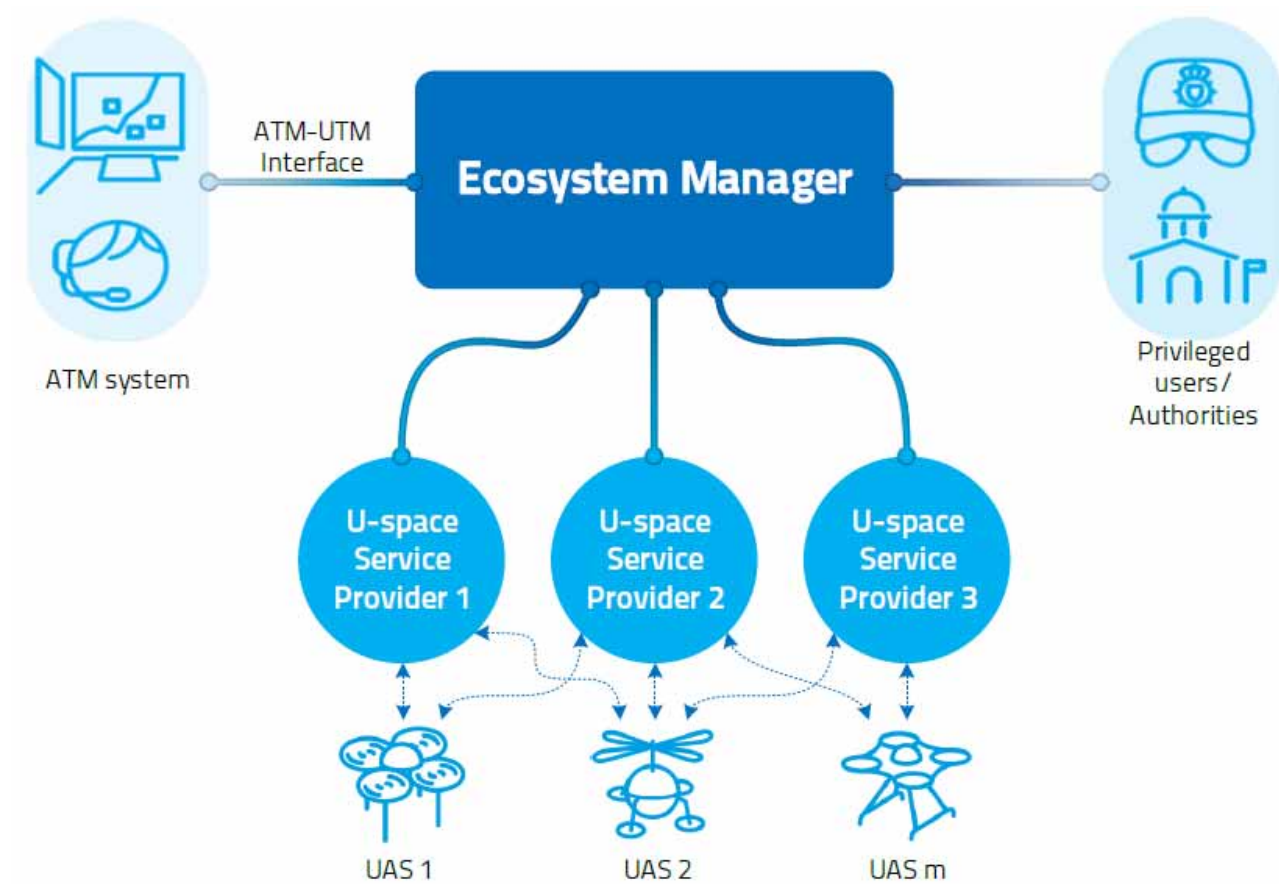 ATM-UTM
Interface
Ecosystem Manager
ATM system
Privileged
users/
Authorities
U-space
Service
Provider 1
U-space
Service
Provider 2
U-space
Service
Provider 3
UAS 1
UAS 2
UAS m